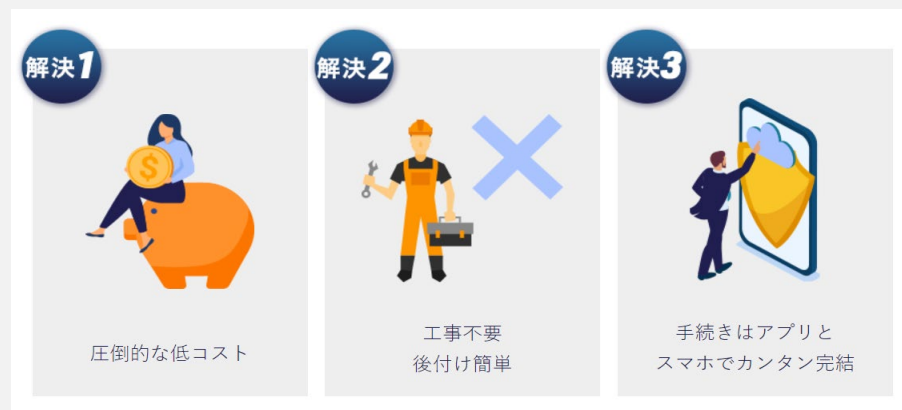 解決1
圧倒的な低コスト
解決2
工事不要
後付け簡単
解決3
手続きはアプリと
スマホでカンタン完結
$